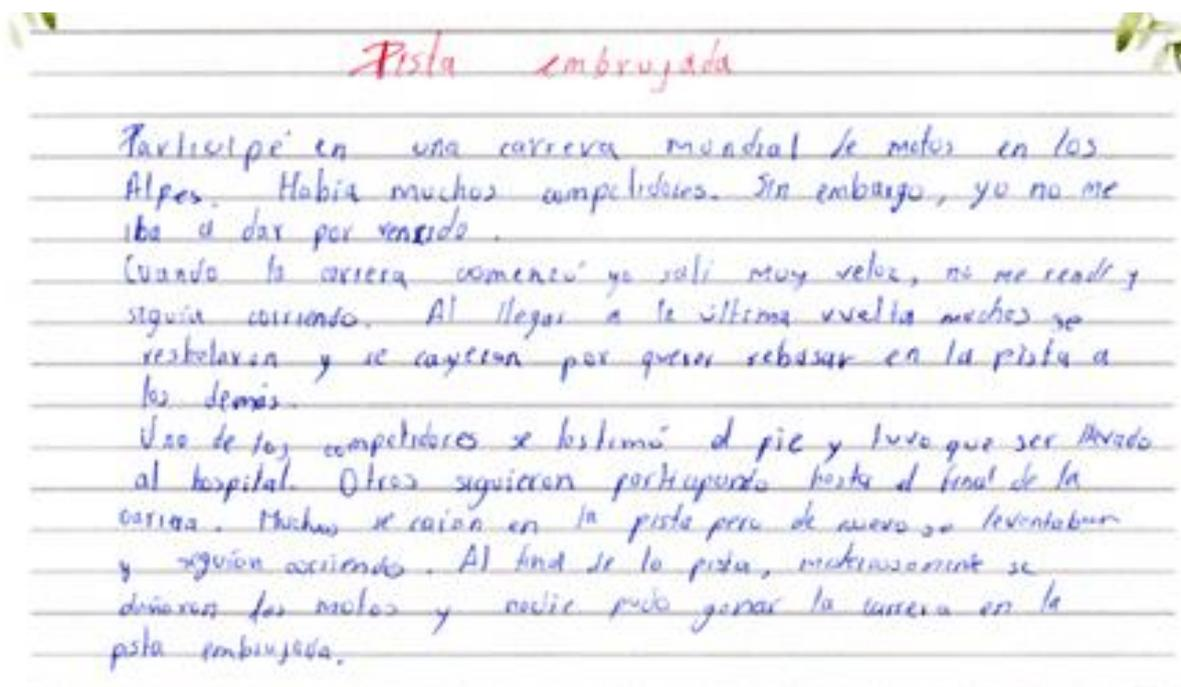 Pista embrujada
Participé en una carrera mundial de motos en los
Alpes. Había muchos competidores. Sin embargo, yo no me
iba a dar por vencido.
Cuando la carrera comenzó yo salí muy veloz, no me rendí y
seguía corriendo. Al llegar a la última vuelta muchos se
resbalaron y se cayeron por querer rebasar en la pista a
los demás.
Uno de los competidores se lastimó el pie y tuvo que ser llevado
al hospital. Otros siguieron participando hasta el final de la
carrera. Muchos se caían en la pista pero de nuevo se levantaban
y seguían corriendo. Al final de la pista, misteriosamente se
dañaron las motos y nadie pudo ganar la carrera en la
pista embrujada.